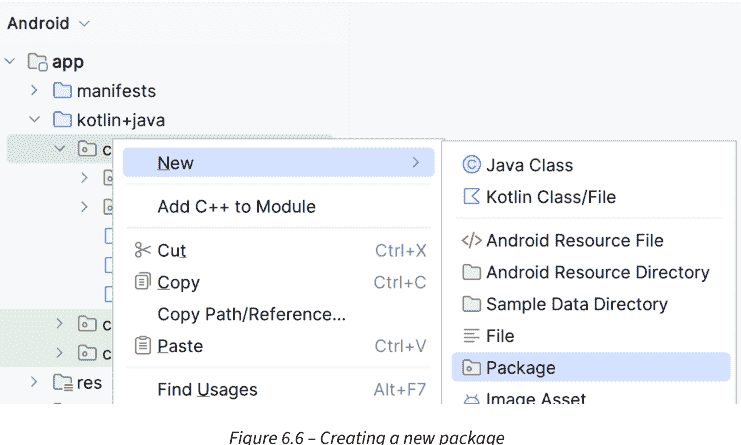 Android
app
manifests
kotlin+java
c
New
Add C++ to Module
Cut Ctrl+X
Copy Ctrl+C
Copy Path/Reference...
Paste Ctrl+V
Find Usages Alt+F7
Java Class
Kotlin Class/File
</> Android Resource File
Android Resource Directory
Sample Data Directory
File
Package
Image Asset
c
c
res
Figure 6.6 – Creating a new package